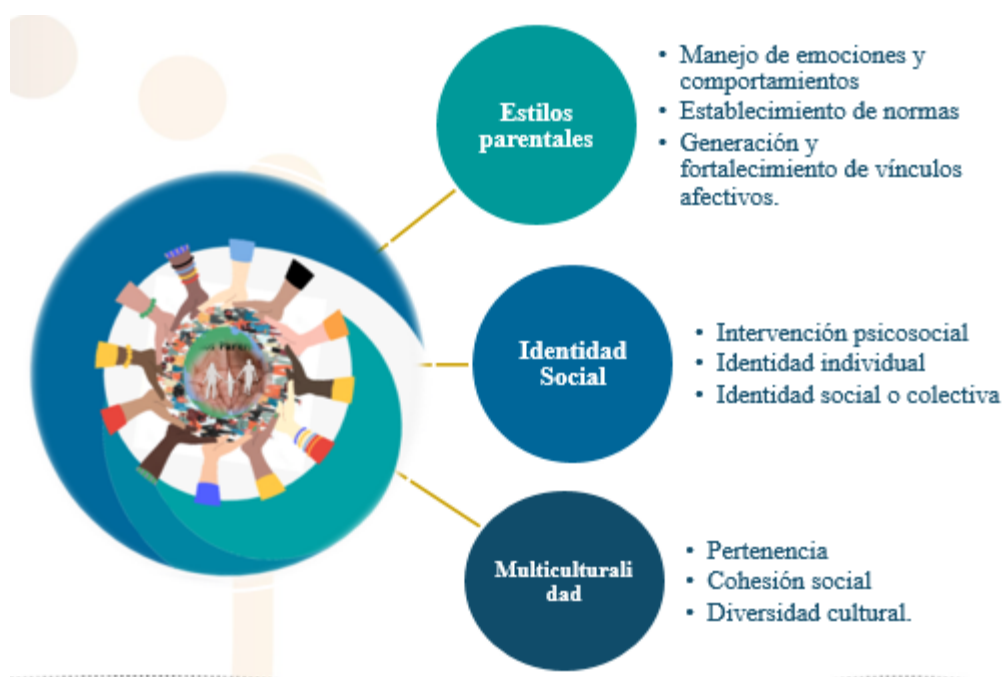 Estilos
parentales
• Manejo de emociones y
comportamientos
• Establecimiento de normas
• Generación y
fortalecimiento de vínculos
afectivos.
Identidad
Social
• Intervención psicosocial
• Identidad individual
• Identidad social o colectiva
Multiculturali
dad
• Pertenencia
• Cohesión social
• Diversidad cultural.